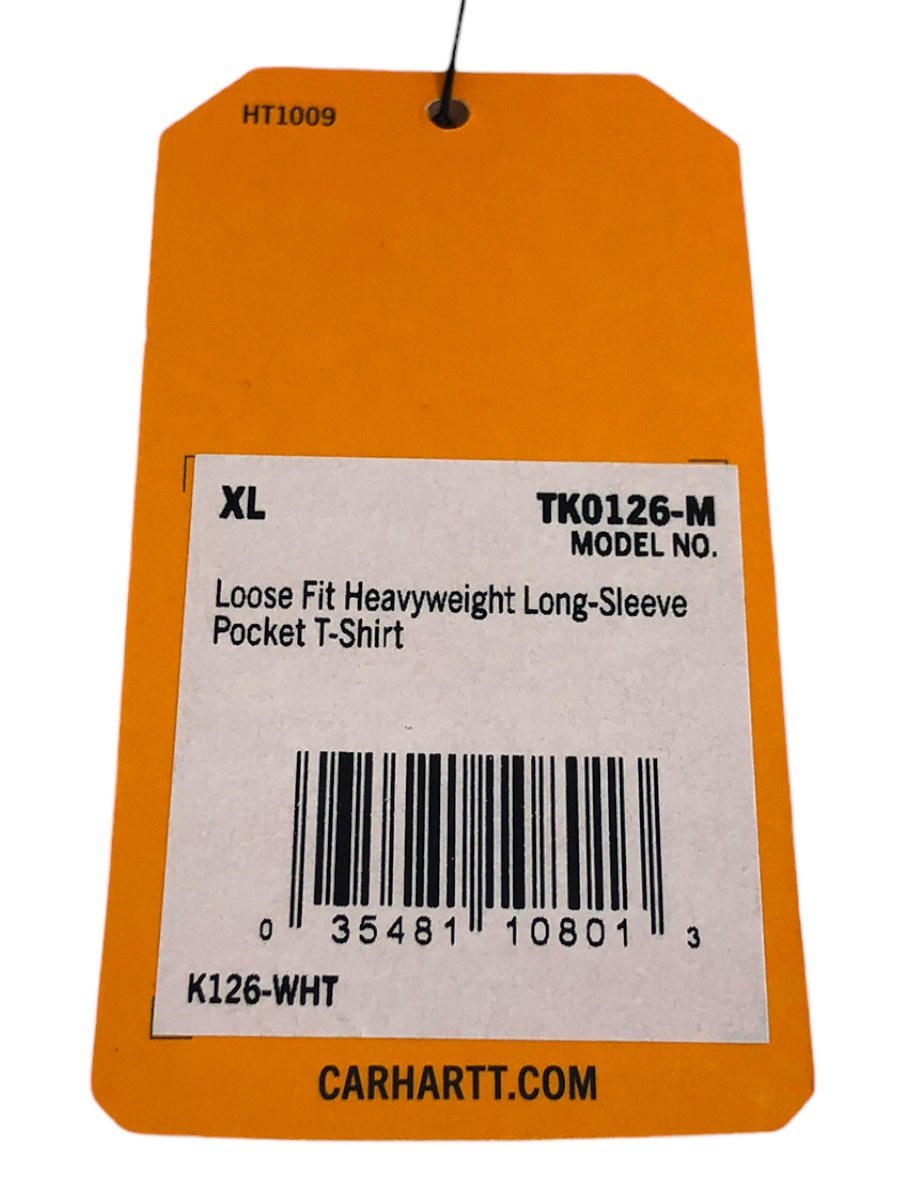 HT1009
XL
TK0126-M
MODEL NO.
Loose Fit Heavyweight Long-Sleeve
Pocket T-Shirt
0 35481 10801 3
K126-WHT
CARHARTT.COM